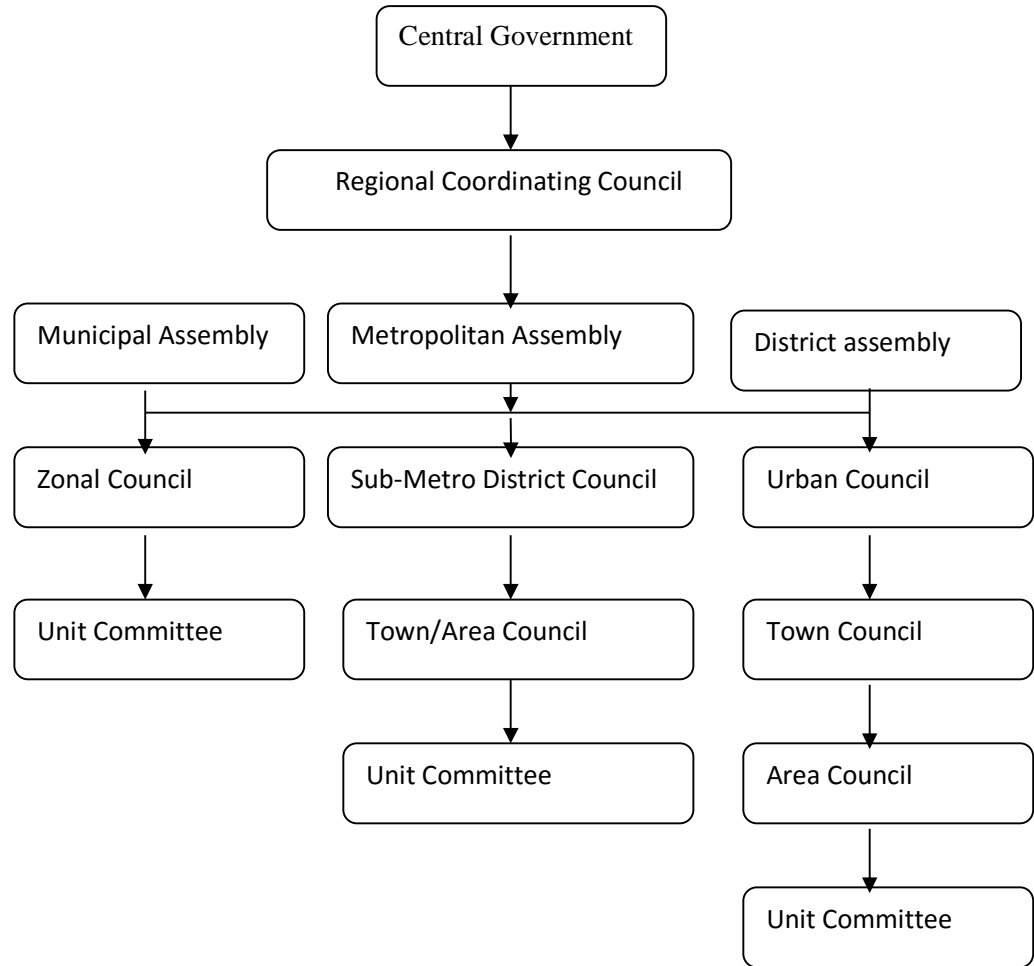 Central Government
Regional Coordinating Council
Municipal Assembly
Metropolitan Assembly
District assembly
Zonal Council
Sub-Metro District Council
Urban Council
Unit Committee
Town/Area Council
Town Council
Unit Committee
Area Council
Unit Committee